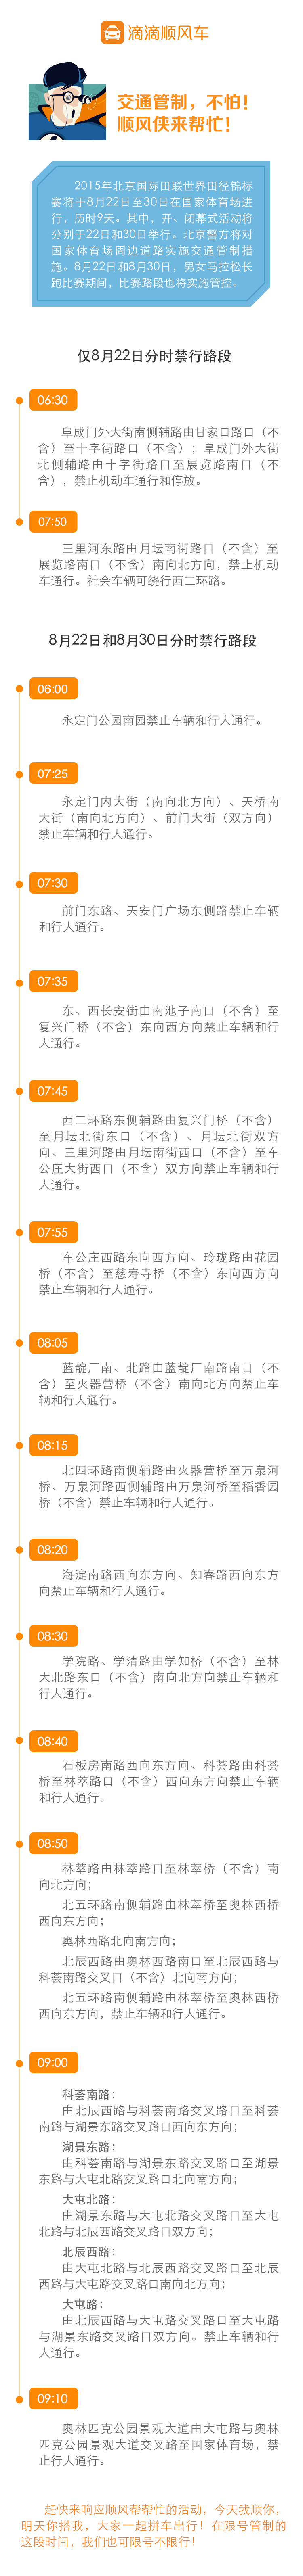 滴滴顺风车
交通管制，不怕！
顺风侠来帮忙！
2015年北京国际田联世界田径锦标
赛将于8月22日至30日在国家体育场进
行，历时9天。其中，开、闭幕式活动将
分别于22日和30日举行。北京警方将对
国家体育场周边道路实施交通管制措
施。8月22日和8月30日，男女马拉松长
跑比赛期间，比赛路段也将实施管控。
仅8月22日分时禁行路段
06:30
阜成门外大街南侧辅路由甘家口路口（不
含）至十字街路口（不含）；阜成门外大街
北侧辅路由十字街路口至展览路南口（不
含），禁止机动车通行和停放。
07:50
三里河东路由月坛南街路口（不含）至
展览路南口（不含）南向北方向，禁止机动
车通行。社会车辆可绕行西二环路。
8月22日和8月30日分时禁行路段
06:00
永定门公园南园禁止车辆和行人通行。
07:25
永定门内大街（南向北方向）、天桥南
大街（南向北方向）、前门大街（双方向）
禁止车辆和行人通行。
07:30
前门东路、天安门广场东侧路禁止车辆
和行人通行。
07:35
东、西长安街由南池子南口（不含）至
复兴门桥（不含）东向西方向禁止车辆和行
人通行。
07:45
西二环路东侧辅路由复兴门桥（不含）
至月坛北街东口（不含）、月坛北街双方
向、三里河路由月坛南街西口（不含）至车
公庄大街西口（不含）双方向禁止车辆和行
人通行。
07:55
车公庄西路东向西方向、玲珑路由花园
桥（不含）至慈寿寺桥（不含）东向西方向
禁止车辆和行人通行。
08:05
蓝靛厂南、北路由蓝靛厂南路南口（不
含）至火器营桥（不含）南向北方向禁止车
辆和行人通行。
08:15
北四环路南侧辅路由火器营桥至万泉河
桥、万泉河路西侧辅路由万泉河桥至稻香园
桥（不含）禁止车辆和行人通行。
08:20
海淀南路西向东方向、知春路西向东方
向禁止车辆和行人通行。
08:30
学院路、学清路由学知桥（不含）至林
大北路东口（不含）南向北方向禁止车辆和
行人通行。
08:40
石板房南路西向东方向、科荟路由科荟
桥至林萃路口（不含）西向东方向禁止车辆
和行人通行。
08:50
林萃路由林萃路口至林萃桥（不含）南
向北方向；
北五环路南侧辅路由林萃桥至奥林西桥
西向东方向；
奥林西路北向南方向；
北辰西路由奥林西路南口至北辰西路与
科荟南路交叉口（不含）北向南方向；
北五环路南侧辅路由林萃桥至奥林西桥
西向东方向，禁止车辆和行人通行。
09:00
科荟南路：
由北辰西路与科荟南路交叉路口至科荟
南路与湖景东路交叉路口西向东方向；
湖景东路：
由科荟南路与湖景东路交叉路口至湖景
东路与大屯北路交叉路口北向南方向；
大屯北路：
由湖景东路与大屯北路交叉路口至大屯
北路与北辰西路交叉路口双方向；
北辰西路：
由大屯北路与北辰西路交叉路口至北辰
西路与大屯路交叉路口南向北方向；
大屯路：
由北辰西路与大屯路交叉路口至大屯路
与湖景东路交叉路口双方向。禁止车辆和行
人通行。
09:10
奥林匹克公园景观大道由大屯路与奥林
匹克公园景观大道交叉路至国家体育场，禁
止行人通行。
赶快来响应顺风帮帮忙的活动，今天我顺你，
明天你搭我，大家一起拼车出行！在限号管制的
这段时间，我们也可限号不限行！